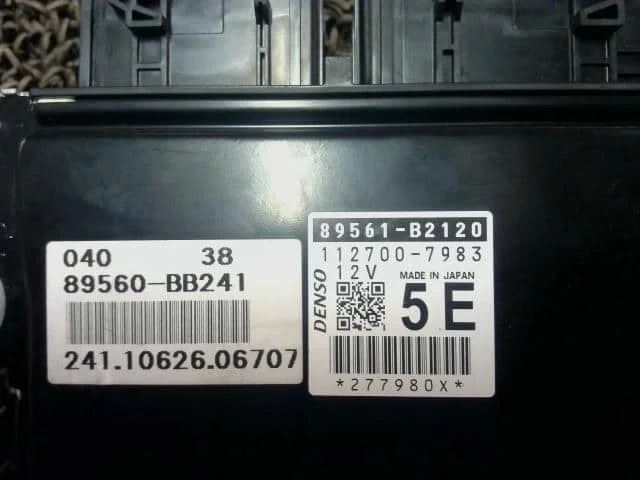 040 38
89560-BB241
241.10626.06707
89561-B2120
112700-7983
DENSO
12V MADE IN JAPAN
5E
*277980X*